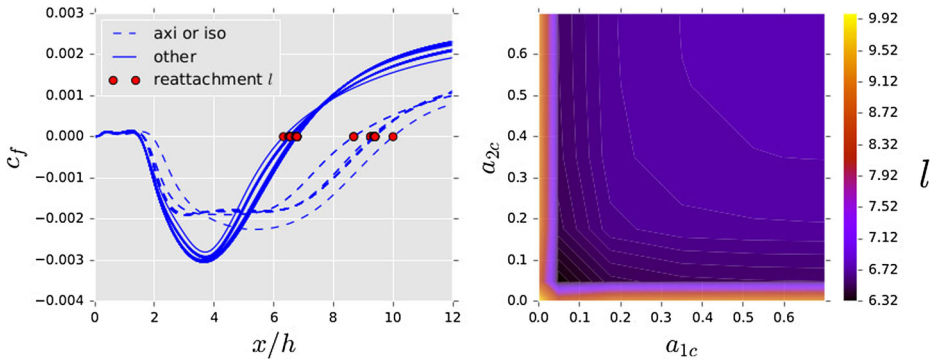 0.003
0.002
0.001
0.000
−0.001
−0.002
−0.003
−0.004
c_f
axi or iso
other
reattachment l
0 2 4 6 8 10 12
x/h
0.6
0.5
0.4
0.3
0.2
0.1
0.0
a_{2c}
0.0 0.1 0.2 0.3 0.4 0.5 0.6
a_{1c}
9.92
9.52
9.12
8.72
8.32
7.92
7.52
7.12
6.72
6.32
l